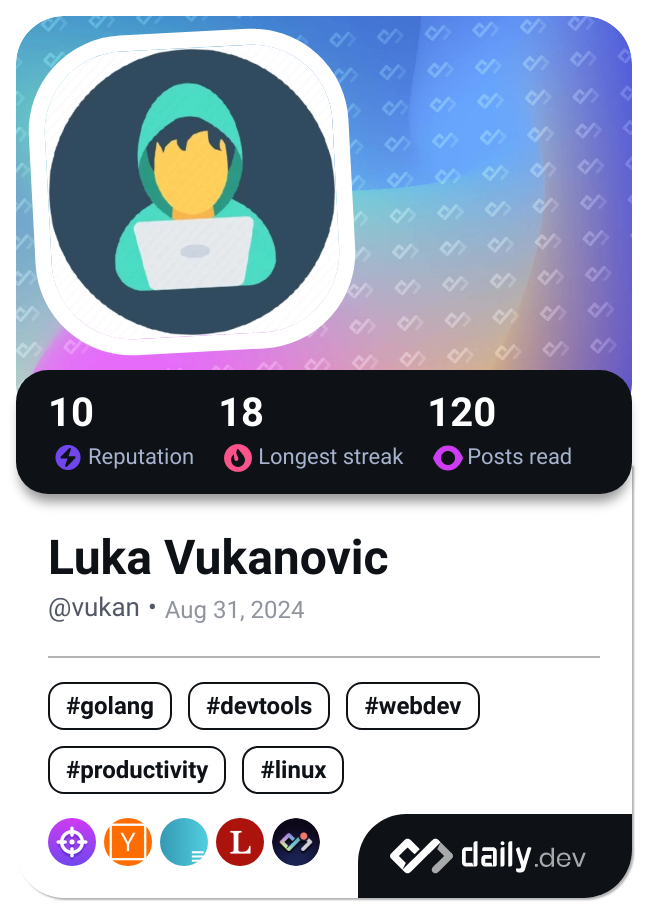 10 18 120
Reputation Longest streak Posts read
Luka Vukanovic
@vukan • Aug 31, 2024
#golang #devtools #webdev
#productivity #linux
Y L daily.dev